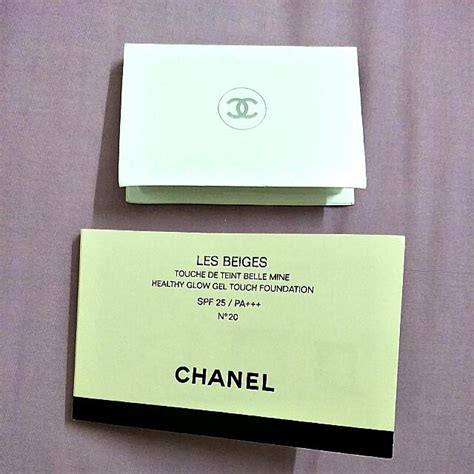 LES BEIGES
TOUCHE DE TEINT BELLE MINE
HEALTHY GLOW GEL TOUCH FOUNDATION
SPF 25 / PA+++
N°20
CHANEL